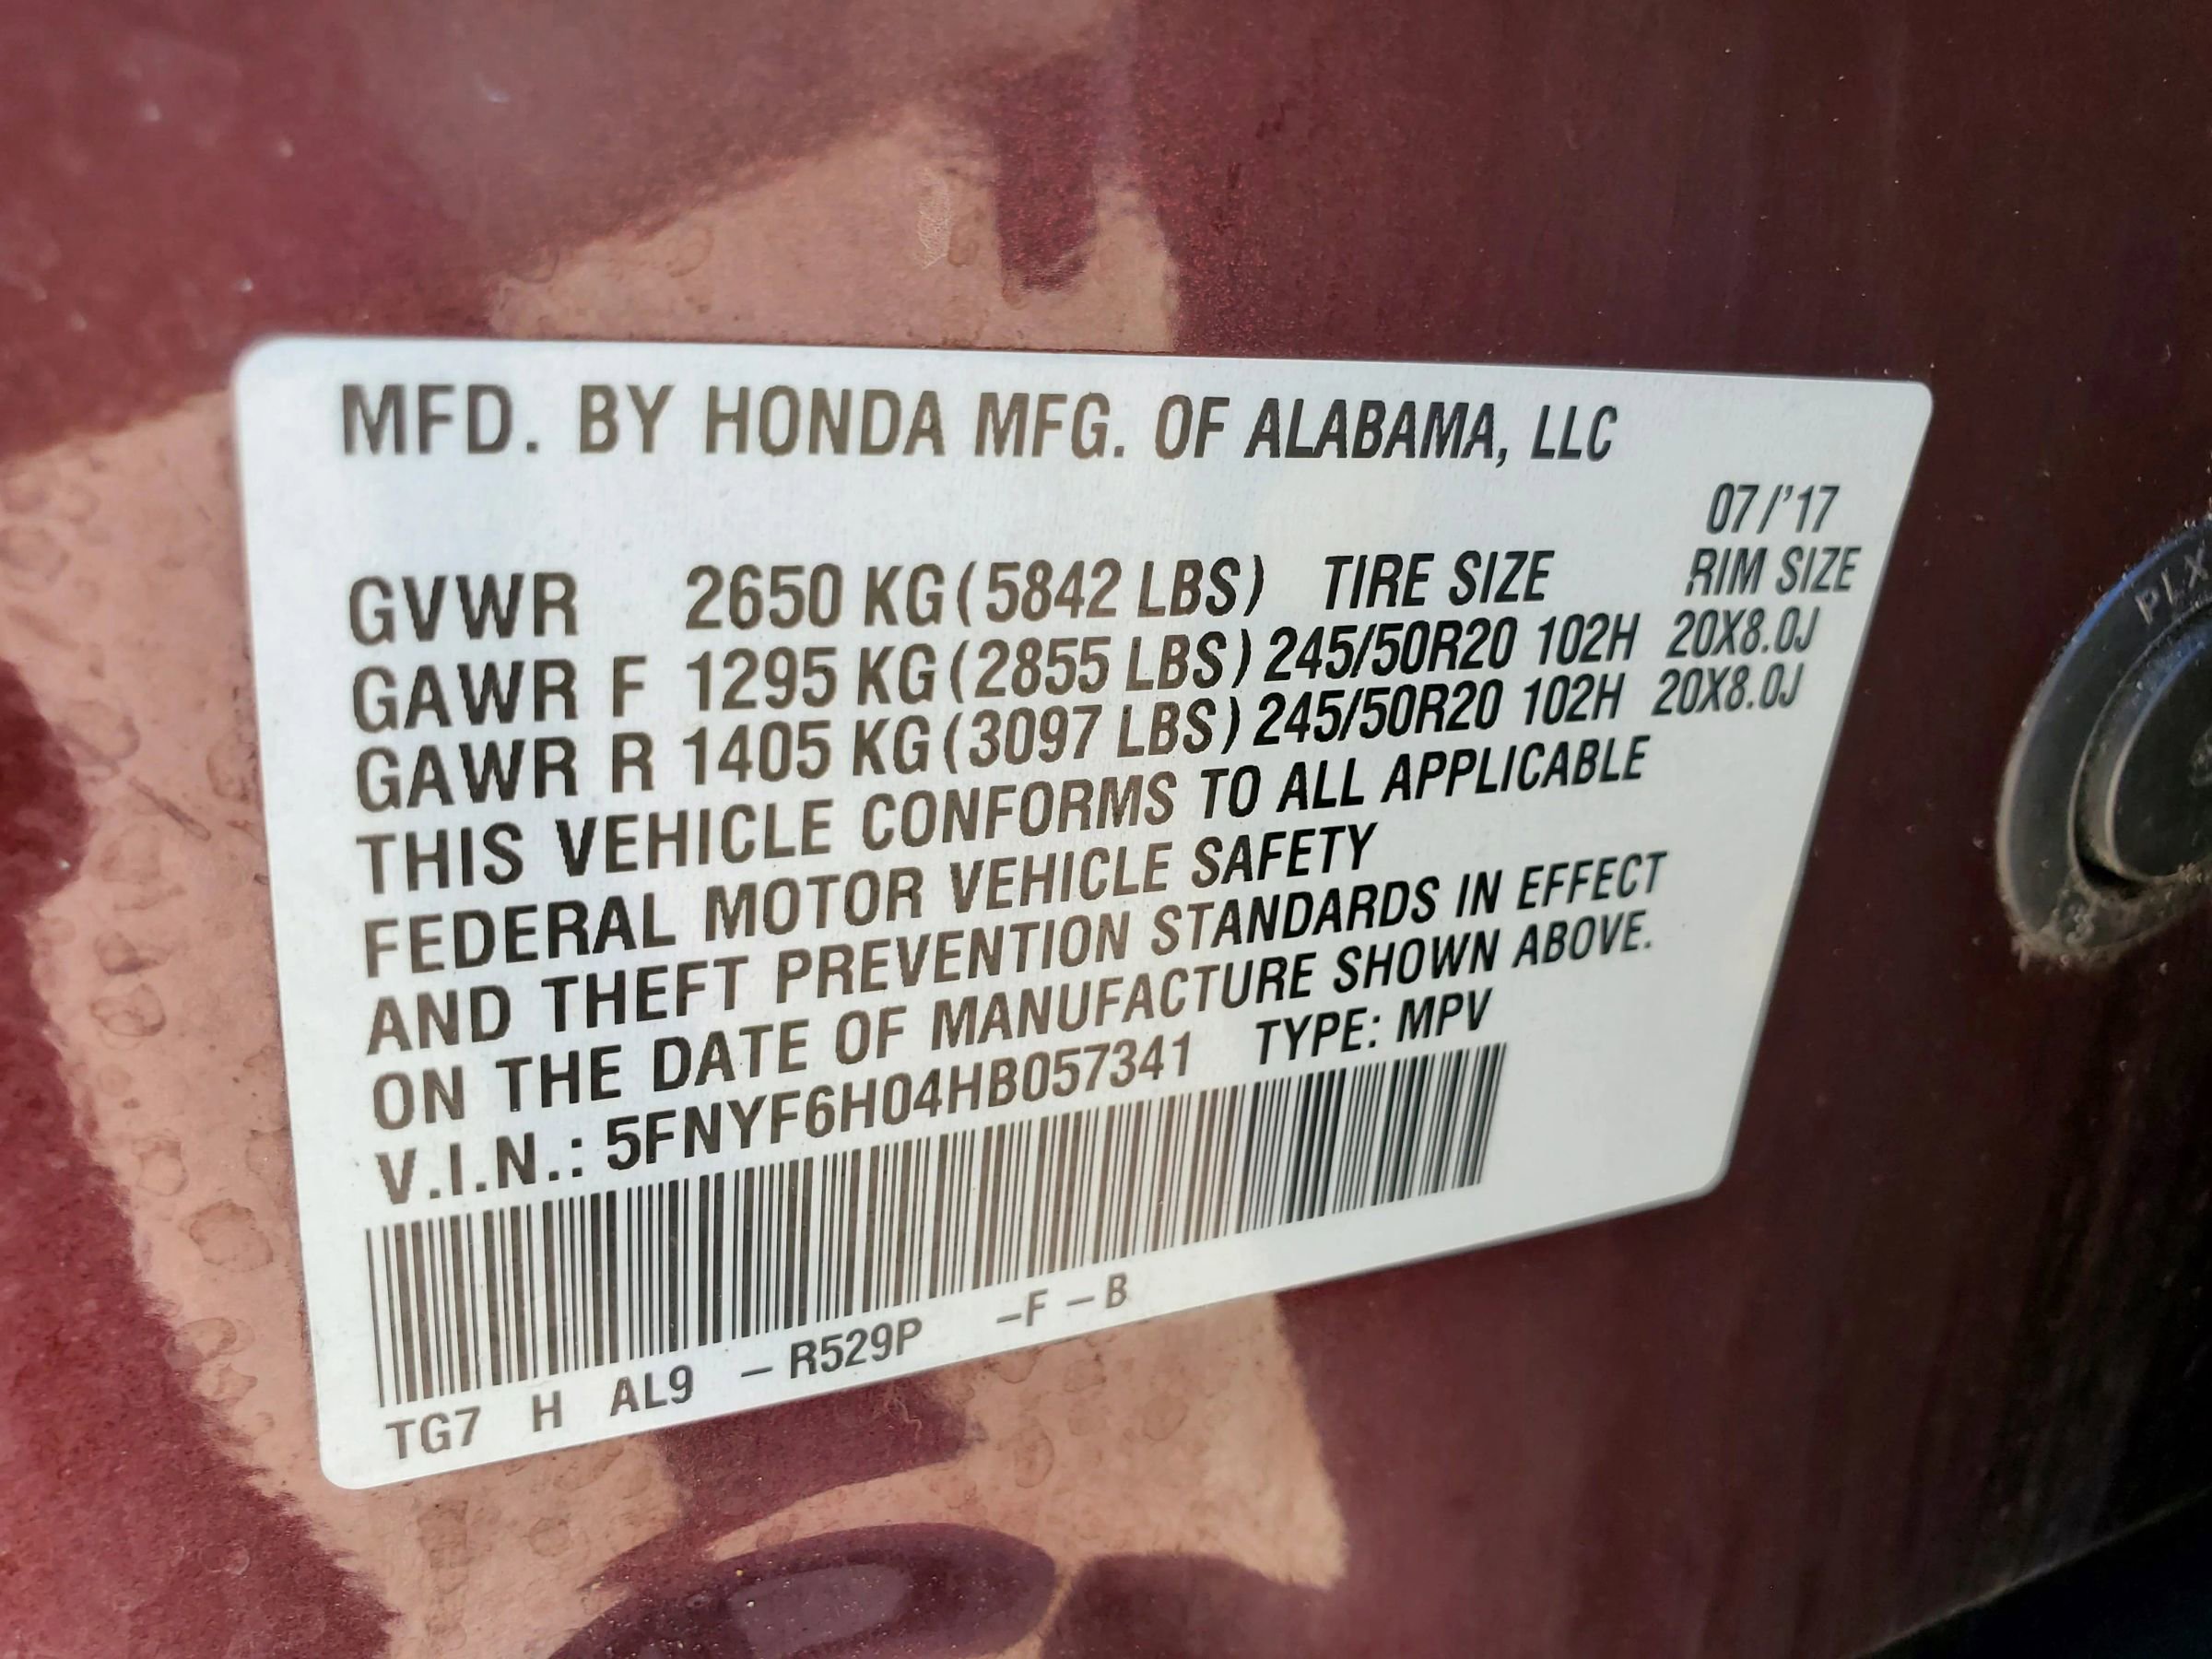 MFD. BY HONDA MFG. OF ALABAMA, LLC
07/'17
GVWR 2650 KG (5842 LBS) TIRE SIZE RIM SIZE
GAWR F 1295 KG (2855 LBS) 245/50R20 102H 20X8.0J
GAWR R 1405 KG (3097 LBS) 245/50R20 102H 20X8.0J
THIS VEHICLE CONFORMS TO ALL APPLICABLE
FEDERAL MOTOR VEHICLE SAFETY
AND THEFT PREVENTION STANDARDS IN EFFECT
ON THE DATE OF MANUFACTURE SHOWN ABOVE.
V.I.N.: 5FNYF6H04HB057341 TYPE: MPV
TG7 H AL9 – R529P –F – B